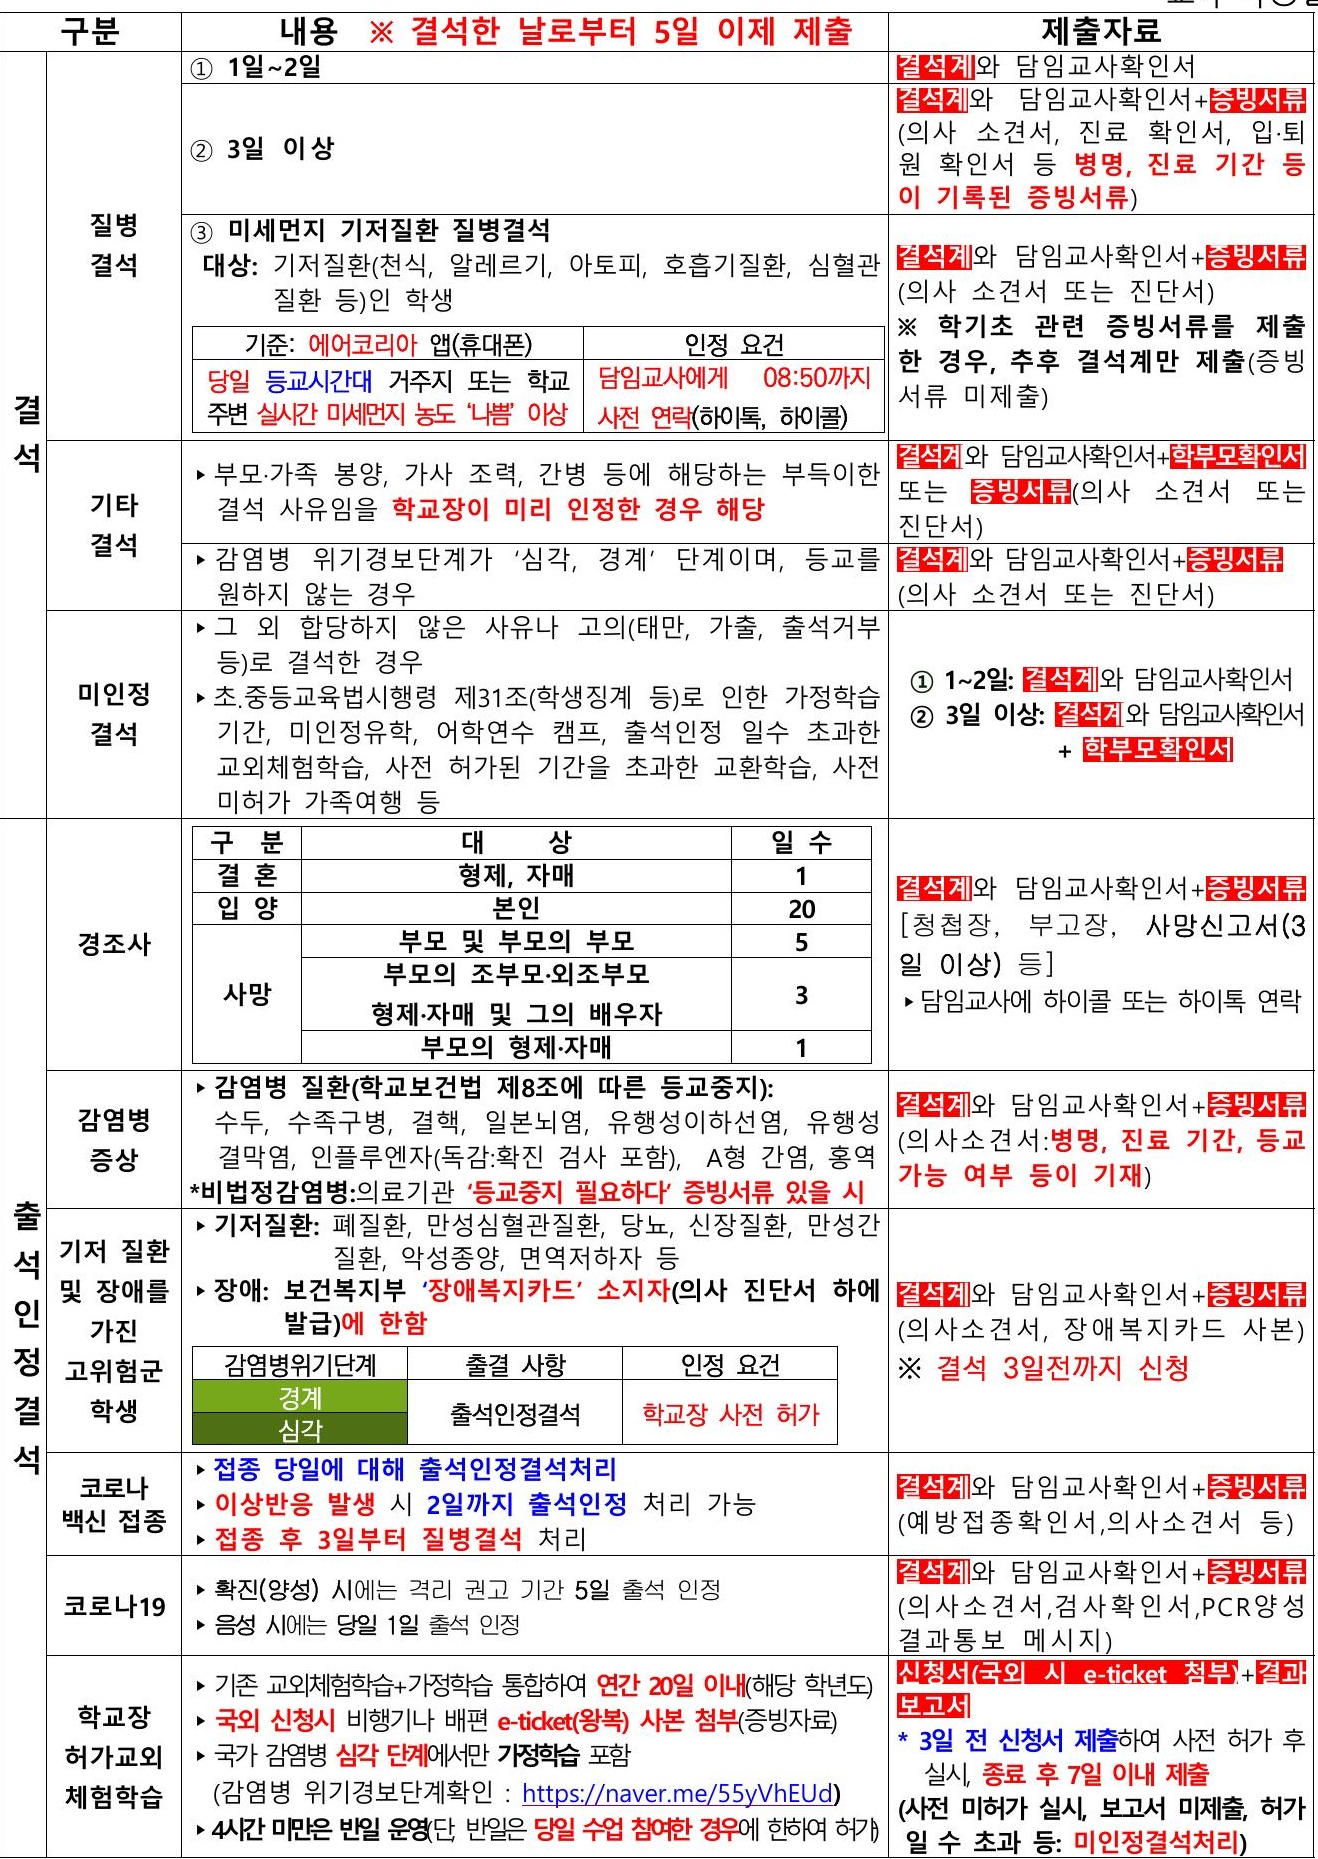 구분 내용 ※ 결석한 날로부터 5일 이제 제출 제출자료
결석
질병
결석
① 1일~2일
결석계와 담임교사확인서
② 3일 이상
결석계와 담임교사확인서+증빙서류
(의사 소견서, 진료 확인서, 입·퇴
원 확인서 등 병명, 진료 기간 등
이 기록된 증빙서류)
③ 미세먼지 기저질환 질병결석
대상: 기저질환(천식, 알레르기, 아토피, 호흡기질환, 심혈관
질환 등)인 학생
기준: 에어코리아 앱(휴대폰) 인정 요건
당일 등교시간대 거주지 또는 학교
주변 실시간 미세먼지 농도 ‘나쁨’ 이상
담임교사에게 08:50까지
사전 연락(하이톡, 하이콜)
결석계와 담임교사확인서+증빙서류
(의사 소견서 또는 진단서)
※ 학기초 관련 증빙서류를 제출
한 경우, 추후 결석계만 제출(증빙
서류 미제출)
기타
결석
▸부모·가족 봉양, 가사 조력, 간병 등에 해당하는 부득이한
결석 사유임을 학교장이 미리 인정한 경우 해당
결석계와 담임교사확인서+학부모확인서
또는 증빙서류(의사 소견서 또는
진단서)
▸감염병 위기경보단계가 ‘심각, 경계’ 단계이며, 등교를
원하지 않는 경우
결석계와 담임교사확인서+증빙서류
(의사 소견서 또는 진단서)
미인정
결석
▸그 외 합당하지 않은 사유나 고의(태만, 가출, 출석거부
등)로 결석한 경우
▸초.중등교육법시행령 제31조(학생징계 등)로 인한 가정학습
기간, 미인정유학, 어학연수 캠프, 출석인정 일수 초과한
교외체험학습, 사전 허가된 기간을 초과한 교환학습, 사전
미허가 가족여행 등
① 1~2일: 결석계와 담임교사확인서
② 3일 이상: 결석계와 담임교사확인서
+ 학부모확인서
출석인정결석
경조사
구 분 대 상 일 수
결 혼 형제, 자매 1
입 양 본인 20
사망
부모 및 부모의 부모 5
부모의 조부모·외조부모
형제·자매 및 그의 배우자
3
부모의 형제·자매 1
결석계와 담임교사확인서+증빙서류
[청첩장, 부고장, 사망신고서(3
일 이상) 등]
▸담임교사에 하이콜 또는 하이톡 연락
감염병
증상
▸감염병 질환(학교보건법 제8조에 따른 등교중지):
수두, 수족구병, 결핵, 일본뇌염, 유행성이하선염, 유행성
결막염, 인플루엔자(독감:확진 검사 포함), A형 간염, 홍역
*비법정감염병:의료기관 ‘등교중지 필요하다’ 증빙서류 있을 시
결석계와 담임교사확인서+증빙서류
(의사소견서:병명, 진료 기간, 등교
가능 여부 등이 기재)
기저 질환
및 장애를
가진
고위험군
학생
▸기저질환: 폐질환, 만성심혈관질환, 당뇨, 신장질환, 만성간
질환, 악성종양, 면역저하자 등
▸장애: 보건복지부 ‘장애복지카드’ 소지자(의사 진단서 하에
발급)에 한함
감염병위기단계 출결 사항 인정 요건
경계
심각
출석인정결석 학교장 사전 허가
결석계와 담임교사확인서+증빙서류
(의사소견서, 장애복지카드 사본)
※ 결석 3일전까지 신청
코로나
백신 접종
▸접종 당일에 대해 출석인정결석처리
▸이상반응 발생 시 2일까지 출석인정 처리 가능
▸접종 후 3일부터 질병결석 처리
결석계와 담임교사확인서+증빙서류
(예방접종확인서,의사소견서 등)
코로나19
▸확진(양성) 시에는 격리 권고 기간 5일 출석 인정
▸음성 시에는 당일 1일 출석 인정
결석계와 담임교사확인서+증빙서류
(의사소견서,검사확인서,PCR양성
결과통보 메시지)
학교장
허가교외
체험학습
▸기존 교외체험학습+가정학습 통합하여 연간 20일 이내(해당 학년도)
▸국외 신청시 비행기나 배편 e-ticket(왕복) 사본 첨부(증빙자료)
▸국가 감염병 심각 단계에서만 가정학습 포함
(감염병 위기경보단계확인 : https://naver.me/55yVhEUd)
▸4시간 미만은 반일 운영(단, 반일은 당일 수업 참여한 경우에 한하여 허가)
신청서(국외 시 e-ticket 첨부)+결과
보고서
* 3일 전 신청서 제출하여 사전 허가 후
실시, 종료 후 7일 이내 제출
(사전 미허가 실시, 보고서 미제출, 허가
일 수 초과 등: 미인정결석처리)